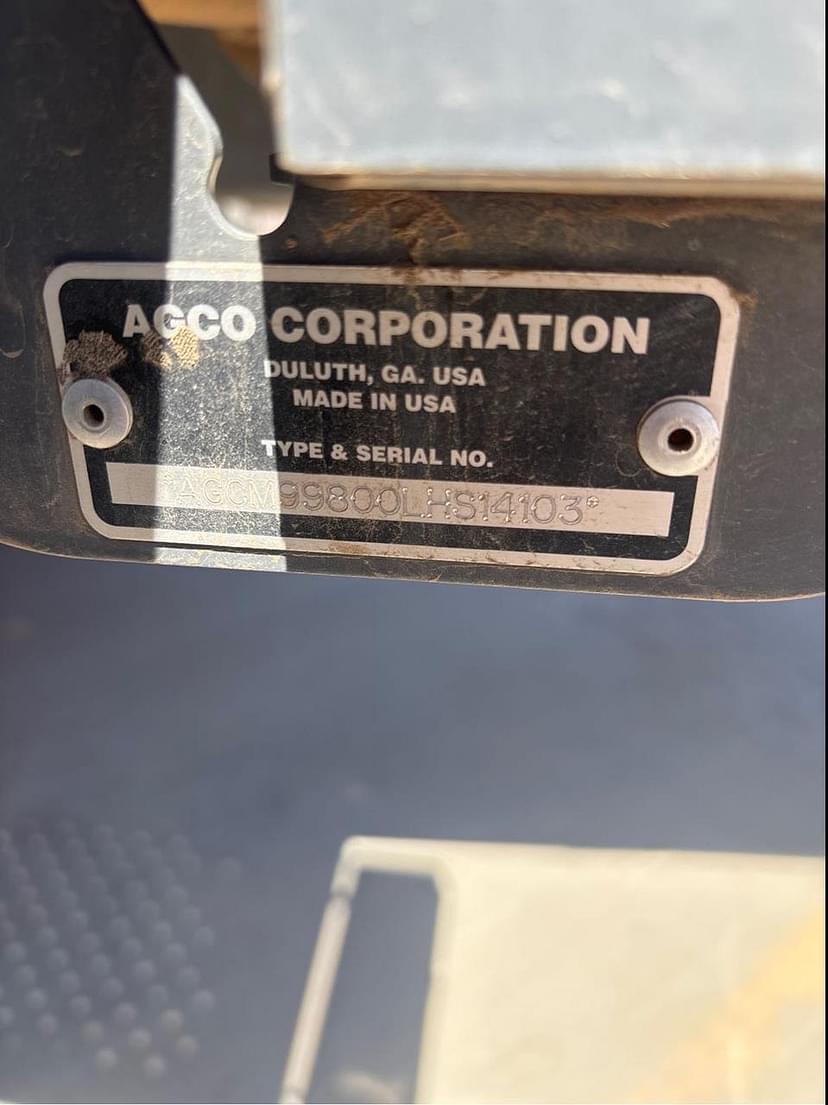 AGCO CORPORATION
DULUTH, GA. USA
MADE IN USA
TYPE & SERIAL NO.
*AGCM99800LHS14103*